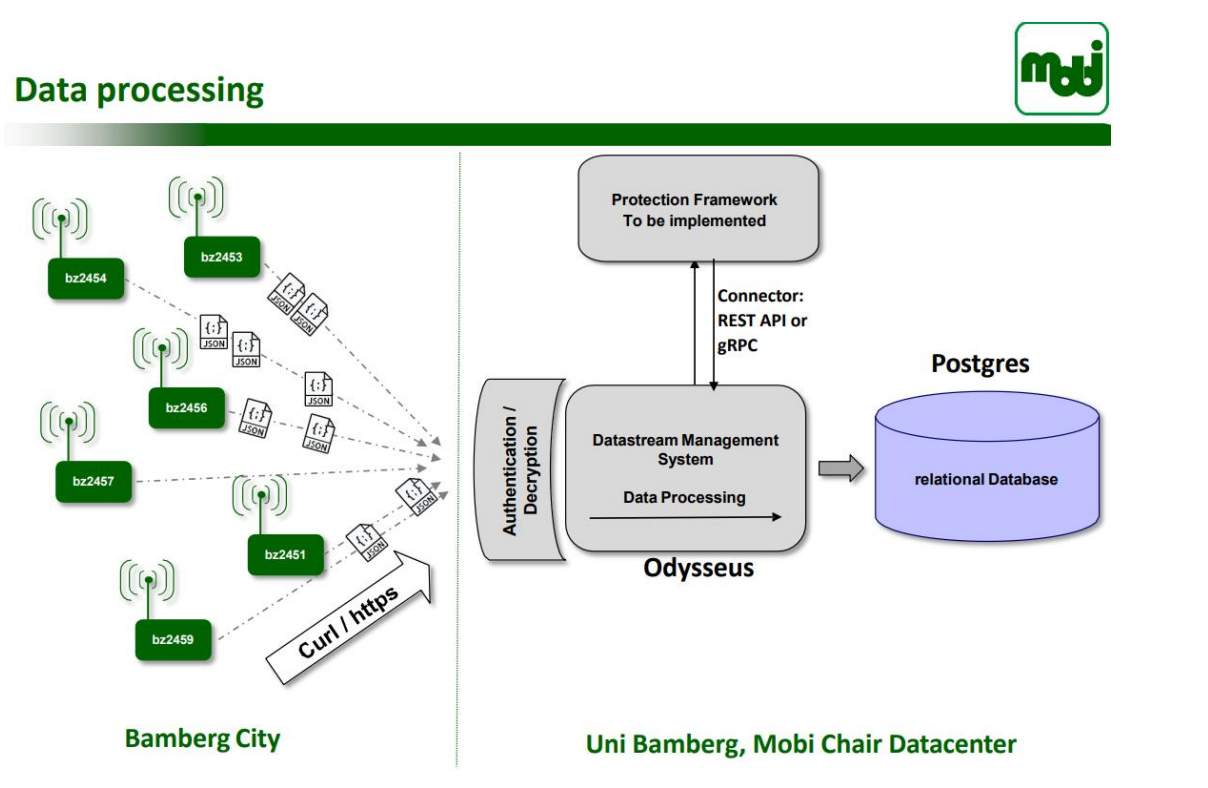 mobi
Data processing
bz2453
bz2454
JSON
JSON
JSON
JSON
JSON
bz2456
JSON
JSON
bz2457
JSON
bz2451
JSON
bz2459
Curl / https
Bamberg City
Protection Framework
To be implemented
Connector:
REST API or
gRPC
Authentication /
Decryption
Datastream Management
System
Data Processing
Odysseus
Postgres
relational Database
Uni Bamberg, Mobi Chair Datacenter